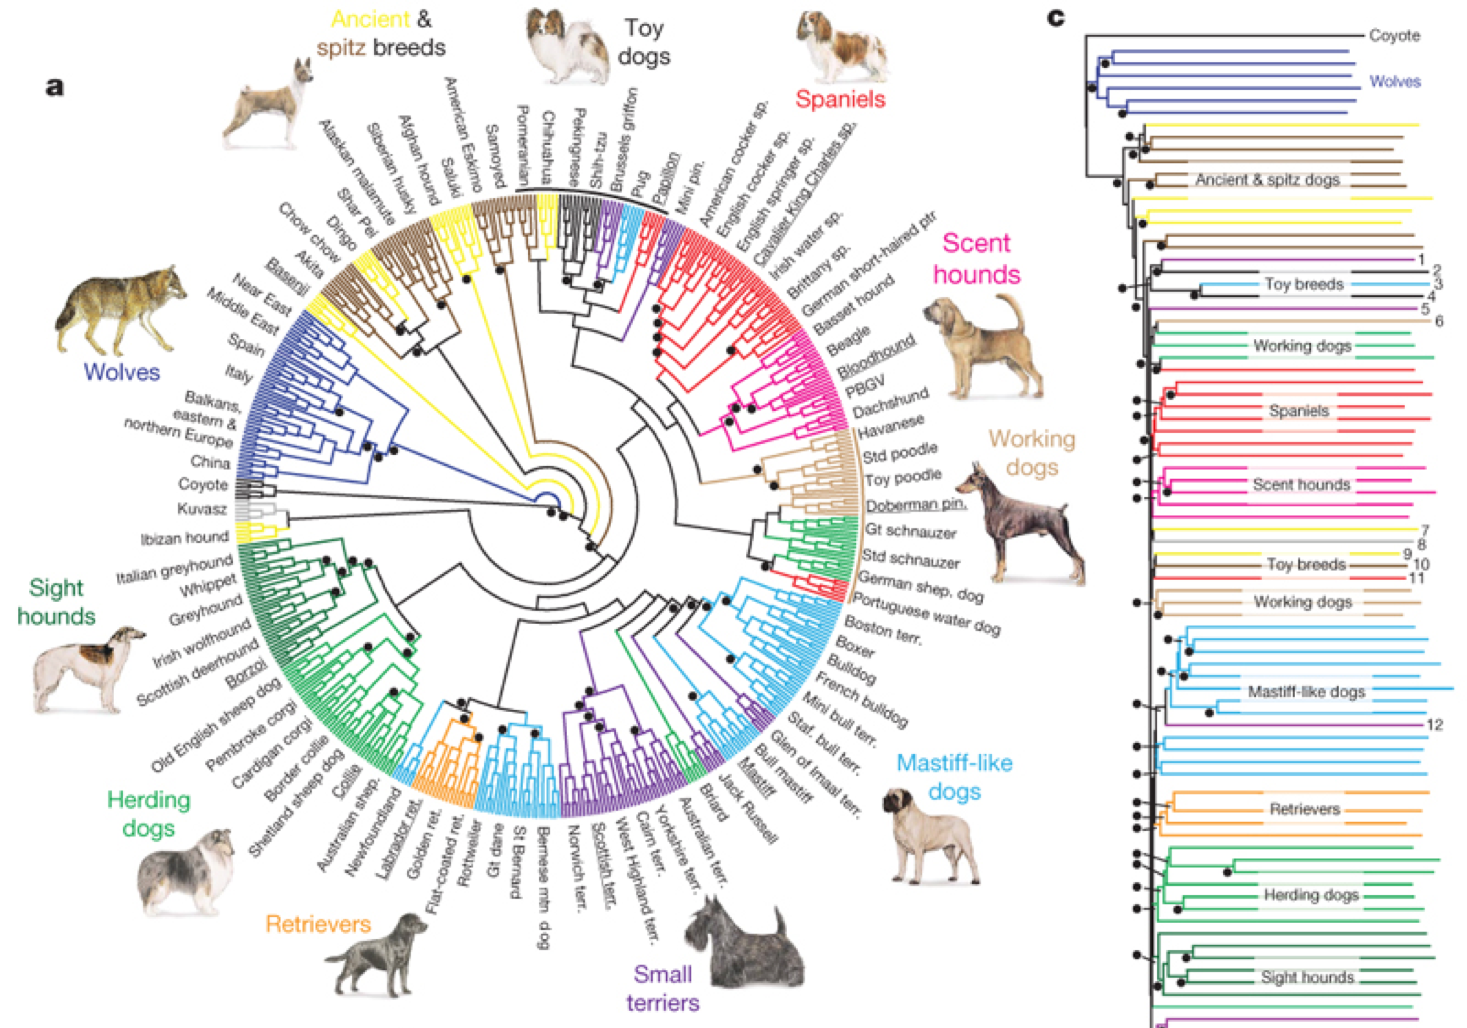 a
Ancient &
spitz breeds
Toy
dogs
Spaniels
Scent
hounds
Working
dogs
Mastiff-like
dogs
Small
terriers
Retrievers
Herding
dogs
Sight
hounds
Wolves
Coyote
China
Balkans,
eastern &
northern Europe
Italy
Spain
Middle East
Near East
Basenji
Akita
Chow chow
Dingo
Shar Pei
Alaskan malamute
Siberian husky
Afghan hound
Saluki
American Eskimo
Samoyed
Pomeranian
Chihuahua
Pekingnese
Shih-tzu
Brussels griffon
Pug
Papillon
Mini pin.
American cocker sp.
English cocker sp.
English springer sp.
Cavalier King Charles sp.
Irish water sp.
Brittany sp.
German short-haired ptr
Basset hound
Beagle
Bloodhound
PBGV
Dachshund
Havanese
Std poodle
Toy poodle
Doberman pin.
Gt schnauzer
Std schnauzer
German shep. dog
Portuguese water dog
Boston terr.
Boxer
Bulldog
French bulldog
Mini bull terr.
Staf. bull terr.
Glen of Imaal terr.
Bull mastiff
Mastiff
Jack Russell
Briard
Australian terr.
Yorkshire terr.
Cairn terr.
West Highland terr.
Scottish terr.
Norwich terr.
Bernese mtn dog
St Bernard
Gt dane
Rottweiler
Flat-coated ret.
Golden ret.
Labrador ret.
Newfoundland
Australian shep.
Collie
Shetland sheep dog
Border collie
Cardigan corgi
Pembroke corgi
Old English sheep dog
Borzoi
Scottish deerhound
Irish wolfhound
Greyhound
Whippet
Italian greyhound
Ibizan hound
Kuvasz
c
Coyote
Wolves
Ancient & spitz dogs
1
2
Toy breeds 3
4
5
6
Working dogs
Spaniels
Scent hounds
7
8
9
Toy breeds 10
11
Working dogs
Mastiff-like dogs
12
Retrievers
Herding dogs
Sight hounds